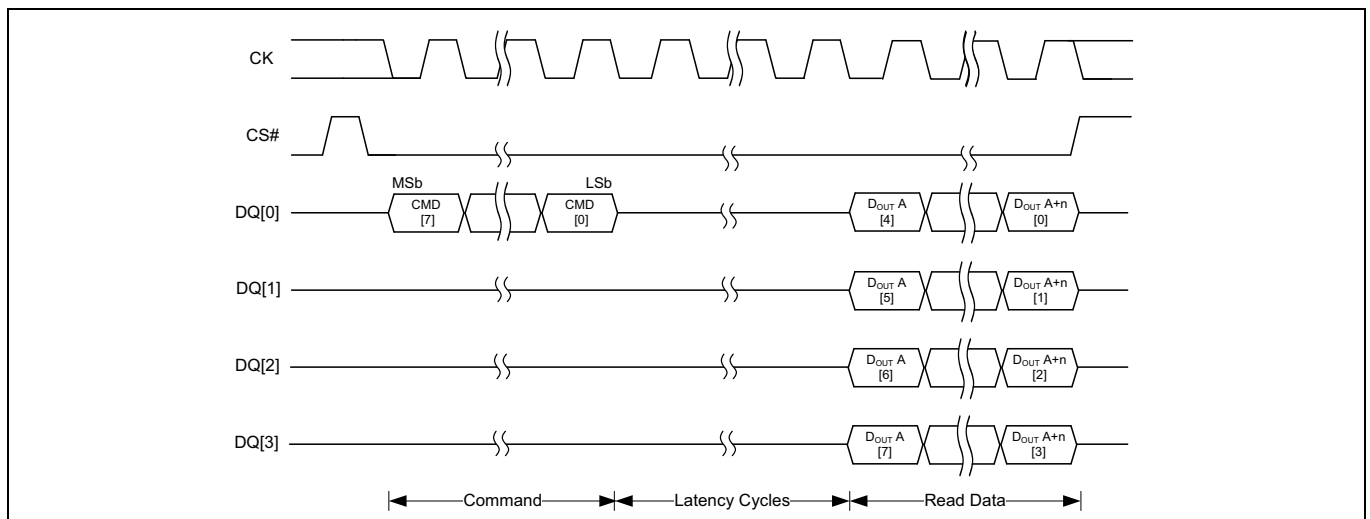 CK
CS#
MSb LSb
DQ[0] CMD [7] CMD [0] DOUT A [4] DOUT A+n [0]
DQ[1] DOUT A [5] DOUT A+n [1]
DQ[2] DOUT A [6] DOUT A+n [2]
DQ[3] DOUT A [7] DOUT A+n [3]
Command Latency Cycles Read Data